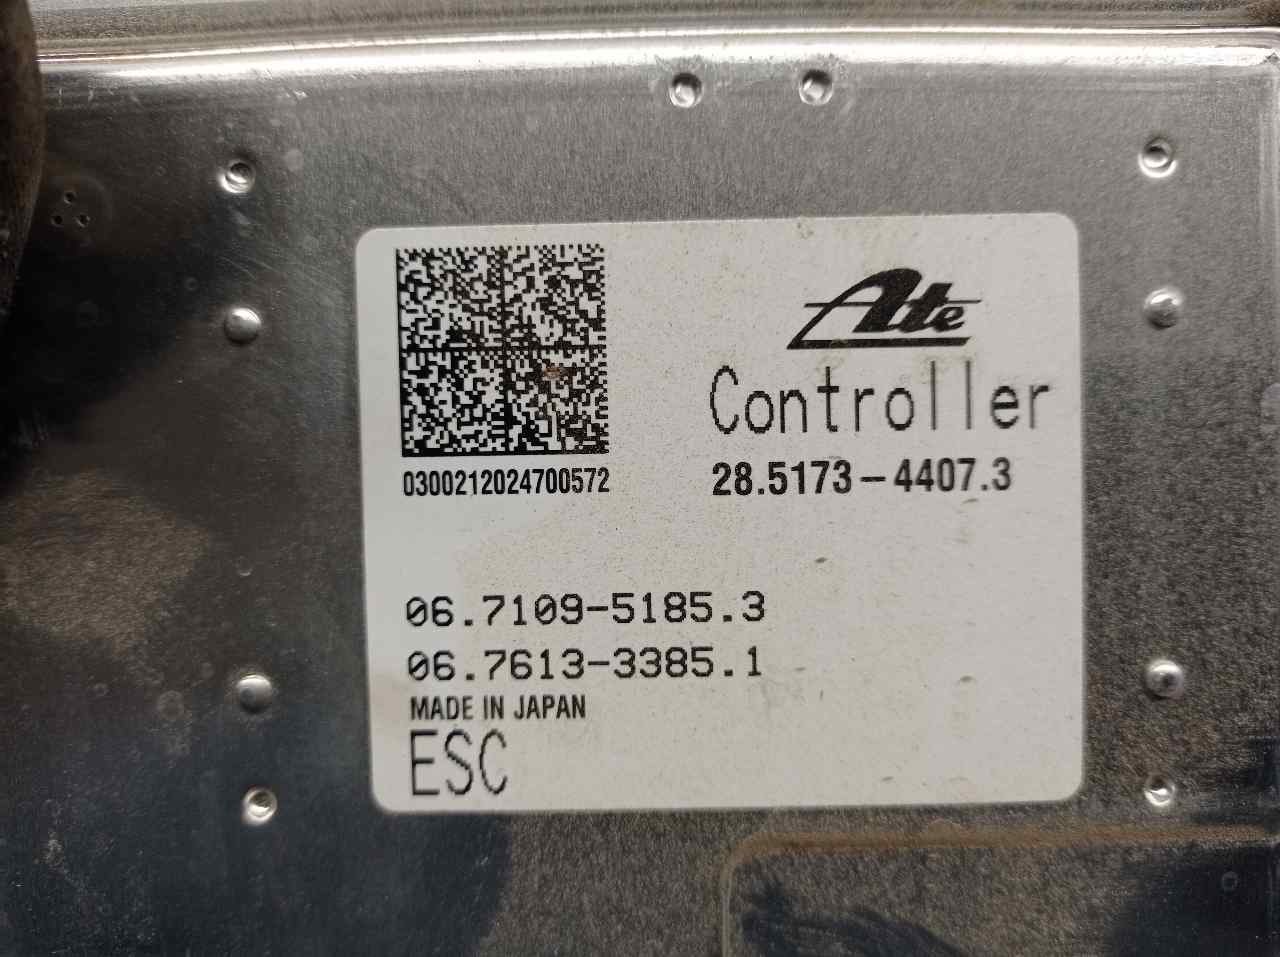 Ate
Controller
28.5173-4407.3
0300212024700572
06.7109-5185.3
06.7613-3385.1
MADE IN JAPAN
ESC